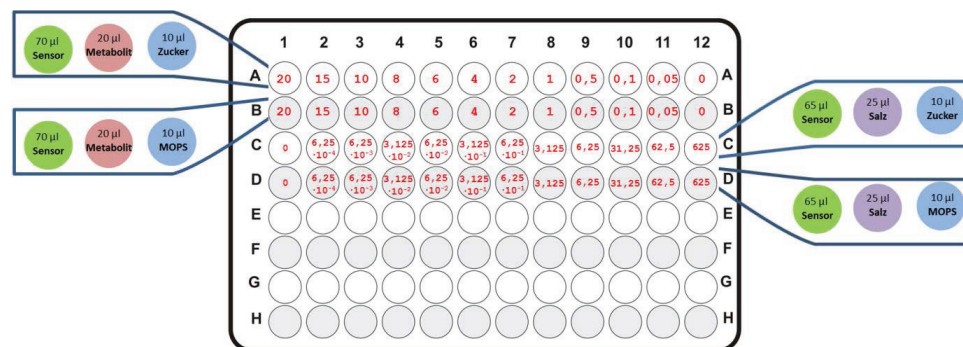 70 µl 20 µl 10 µl
Sensor Metabolit Zucker
1 2 3 4 5 6 7 8 9 10 11 12
A 20 15 10 8 6 4 2 1 0,5 0,1 0,05 0 A
B 20 15 10 8 6 4 2 1 0,5 0,1 0,05 0 B
70 µl 20 µl 10 µl
Sensor Metabolit MOPS
65 µl 25 µl 10 µl
Sensor Salz Zucker
C 0 6,25 ·10⁻⁴ 6,25 ·10⁻³ 3,125 ·10⁻² 6,25 ·10⁻² 3,125 ·10⁻¹ 6,25 ·10⁻¹ 3,125 6,25 31,25 62,5 625 C
D 0 6,25 ·10⁻⁴ 6,25 ·10⁻³ 3,125 ·10⁻² 6,25 ·10⁻² 3,125 ·10⁻¹ 6,25 ·10⁻¹ 3,125 6,25 31,25 62,5 625 D
65 µl 25 µl 10 µl
Sensor Salz MOPS
E E
F F
G G
H H